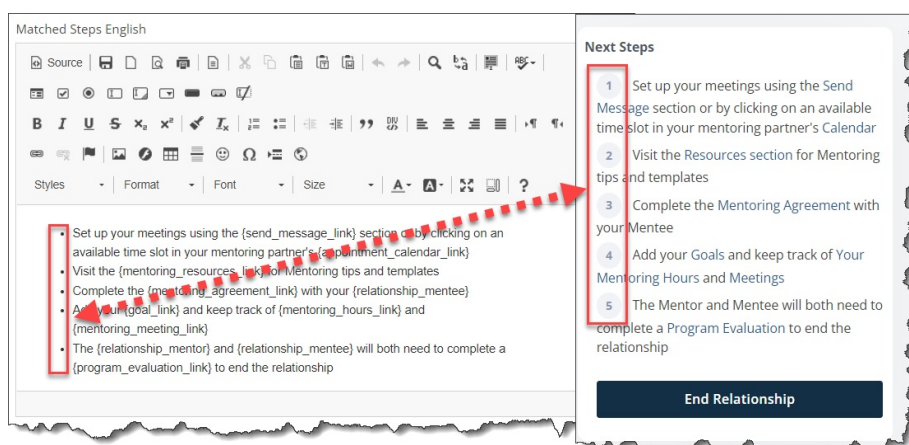 Matched Steps English
Source
Styles
Format
Font
Size
Set up your meetings using the {send_message_link} section or by clicking on an
available time slot in your mentoring partner's {appointment_calendar_link}
Visit the {mentoring_resources_link} for Mentoring tips and templates
Complete the {mentoring_agreement_link} with your {relationship_mentee}
Add your {goal_link} and keep track of {mentoring_hours_link} and
{mentoring_meeting_link}
The {relationship_mentor} and {relationship_mentee} will both need to complete a
{program_evaluation_link} to end the relationship
Next Steps
1 Set up your meetings using the Send
Message section or by clicking on an available
time slot in your mentoring partner's Calendar
2 Visit the Resources section for Mentoring
tips and templates
3 Complete the Mentoring Agreement with
your Mentee
4 Add your Goals and keep track of Your
Mentoring Hours and Meetings
5 The Mentor and Mentee will both need to
complete a Program Evaluation to end the
relationship
End Relationship